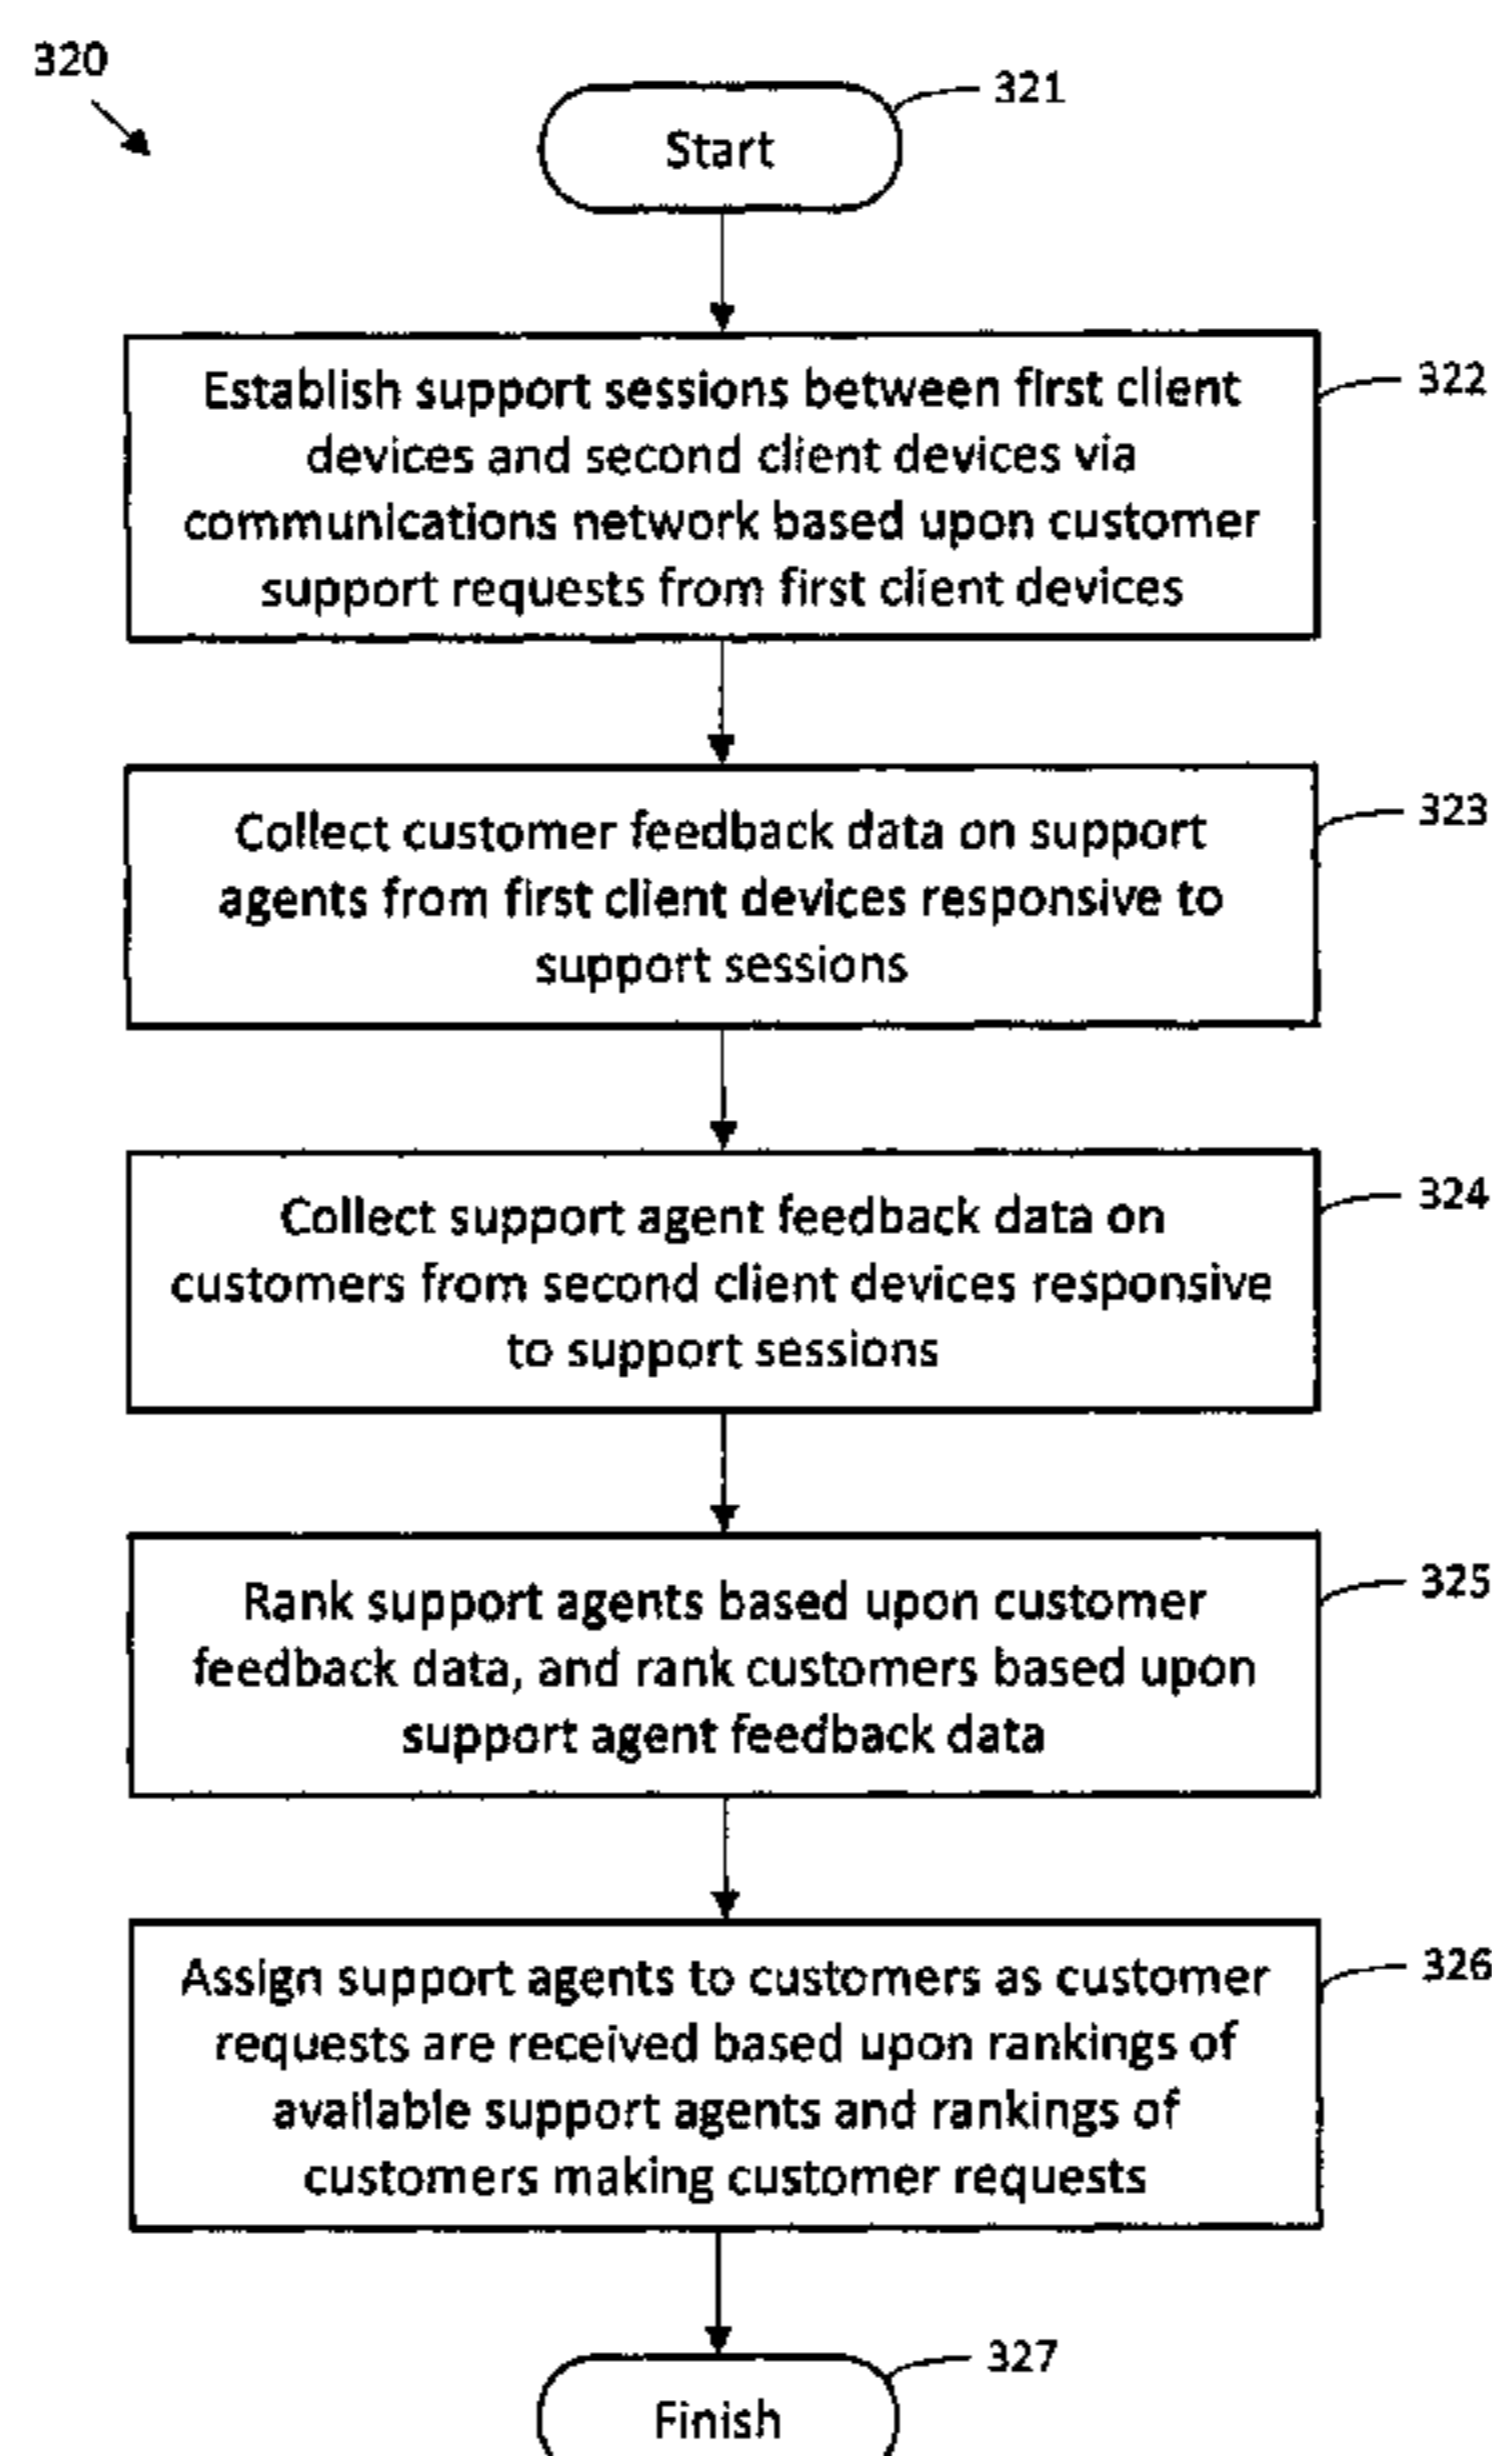 320
321
Start
Establish support sessions between first client
devices and second client devices via
communications network based upon customer
support requests from first client devices
322
Collect customer feedback data on support
agents from first client devices responsive to
support sessions
323
Collect support agent feedback data on
customers from second client devices responsive
to support sessions
324
Rank support agents based upon customer
feedback data, and rank customers based upon
support agent feedback data
325
Assign support agents to customers as customer
requests are received based upon rankings of
available support agents and rankings of
customers making customer requests
326
327
Finish